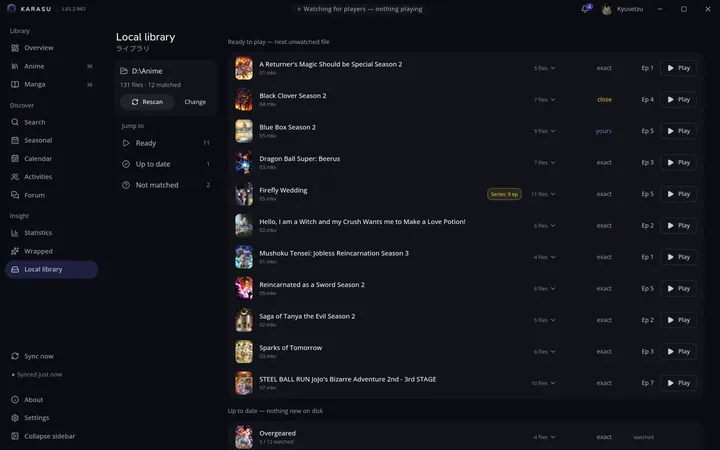 KARASU 1.83.2.992
Watching for players — nothing playing
4
Kyusetzu
Library
Overview
Anime 36
Manga 36
Discover
Search
Seasonal
Calendar
Activities
Forum
Insight
Statistics
Wrapped
Local library
Sync now
Synced just now
About
Settings
Collapse sidebar
Local library
ライブラリ
D:\Anime
131 files · 12 matched
Rescan Change
Jump to
Ready 11
Up to date 1
Not matched 2
Ready to play — next unwatched file
A Returner's Magic Should be Special Season 2
01.mkv
5 files exact Ep 1 Play
Black Clover Season 2
04.mkv
7 files close Ep 4 Play
Blue Box Season 2
05.mkv
9 files yours Ep 5 Play
Dragon Ball Super: Beerus
03.mkv
7 files exact Ep 3 Play
Firefly Wedding
05.mkv
Series: 9 ep. 11 files exact Ep 5 Play
Hello, I am a Witch and my Crush Wants me to Make a Love Potion!
02.mkv
6 files exact Ep 2 Play
Mushoku Tensei: Jobless Reincarnation Season 3
01.mkv
4 files exact Ep 1 Play
Reincarnated as a Sword Season 2
05.mkv
8 files exact Ep 5 Play
Saga of Tanya the Evil Season 2
02.mkv
5 files exact Ep 2 Play
Sparks of Tomorrow
03.mkv
6 files exact Ep 3 Play
STEEL BALL RUN JoJo's Bizarre Adventure 2nd - 3rd STAGE
07.mkv
10 files exact Ep 7 Play
Up to date — nothing new on disk
Overgeared
5 / 12 watched
4 files exact watched